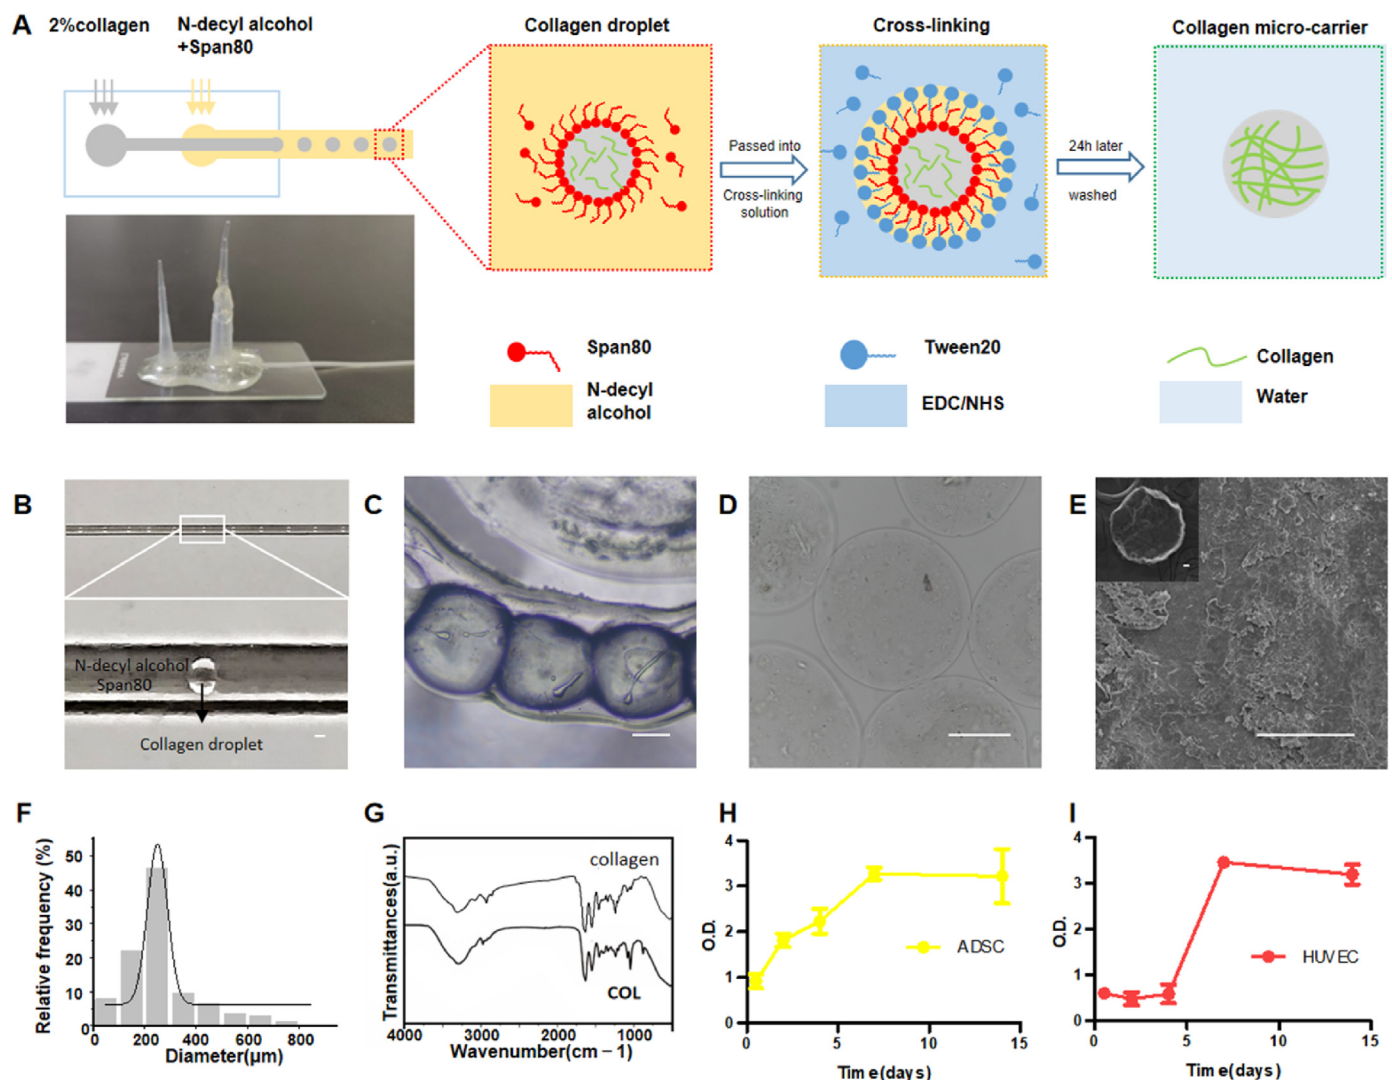 A
2%collagen
N-decyl alcohol
+Span80
Collagen droplet
Cross-linking
Collagen micro-carrier
Passed into
Cross-linking
solution
24h later
washed
Span80
N-decyl
alcohol
Tween20
EDC/NHS
Collagen
Water
B
N-decyl alcohol
Span80
Collagen droplet
C
D
E
F
Relative frequency (%)
50
40
30
20
10
0
0
200
400
600
800
Diameter(μm)
G
Transmittances(a.u.)
collagen
COL
4000
3000
2000
1000
Wavenumber(cm−1)
H
O.D.
4
3
2
1
0
0
5
10
15
ADSC
Time(days)
I
O.D.
4
3
2
1
0
0
5
10
15
HUVEC
Time(days)